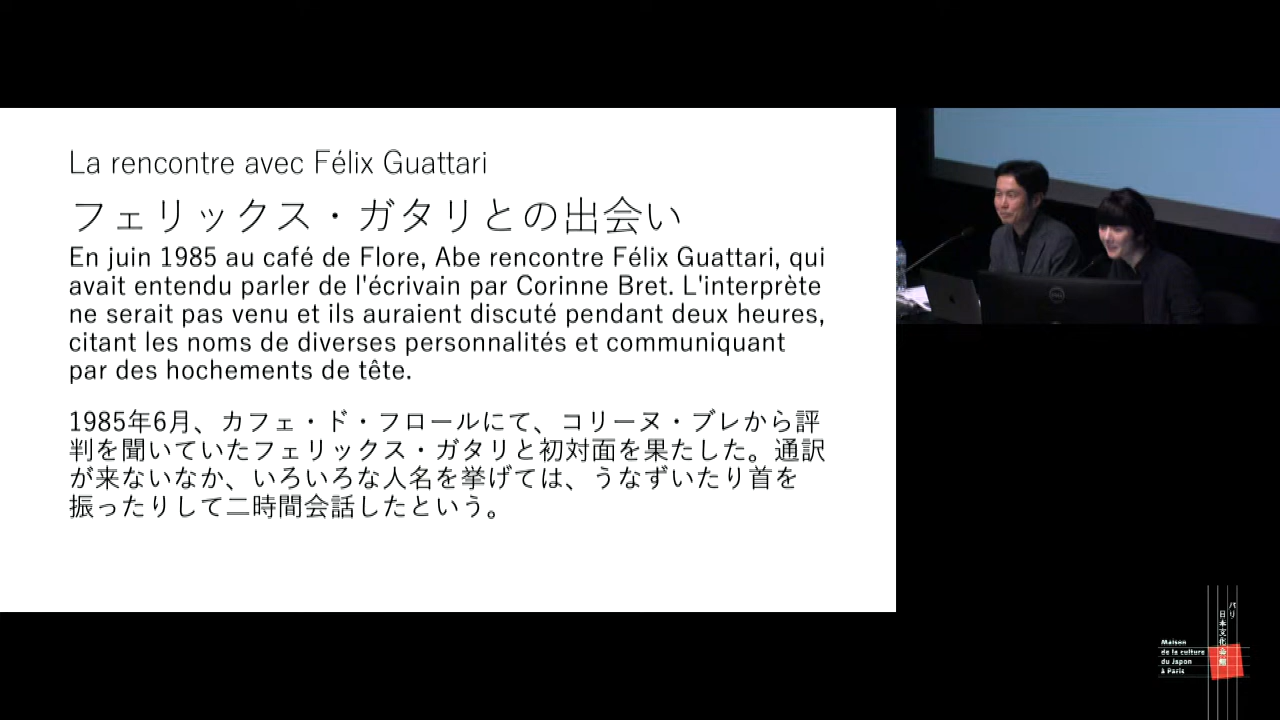 La rencontre avec Félix Guattari
フェリックス・ガタリとの出会い
En juin 1985 au café de Flore, Abe rencontre Félix Guattari, qui
avait entendu parler de l'écrivain par Corinne Bret. L'interprète
ne serait pas venu et ils auraient discuté pendant deux heures,
citant les noms de diverses personnalités et communiquant
par des hochements de tête.
1985年6月、カフェ・ド・フロールにて、コリーヌ・ブレから評
判を聞いていたフェリックス・ガタリと初対面を果たした。通訳
が来ないなか、いろいろな人名を挙げては、うなずいたり首を
振ったりして二時間会話したという。
DELL
パリ
日本文化会館
Maison
de la culture
du Japon
à Paris